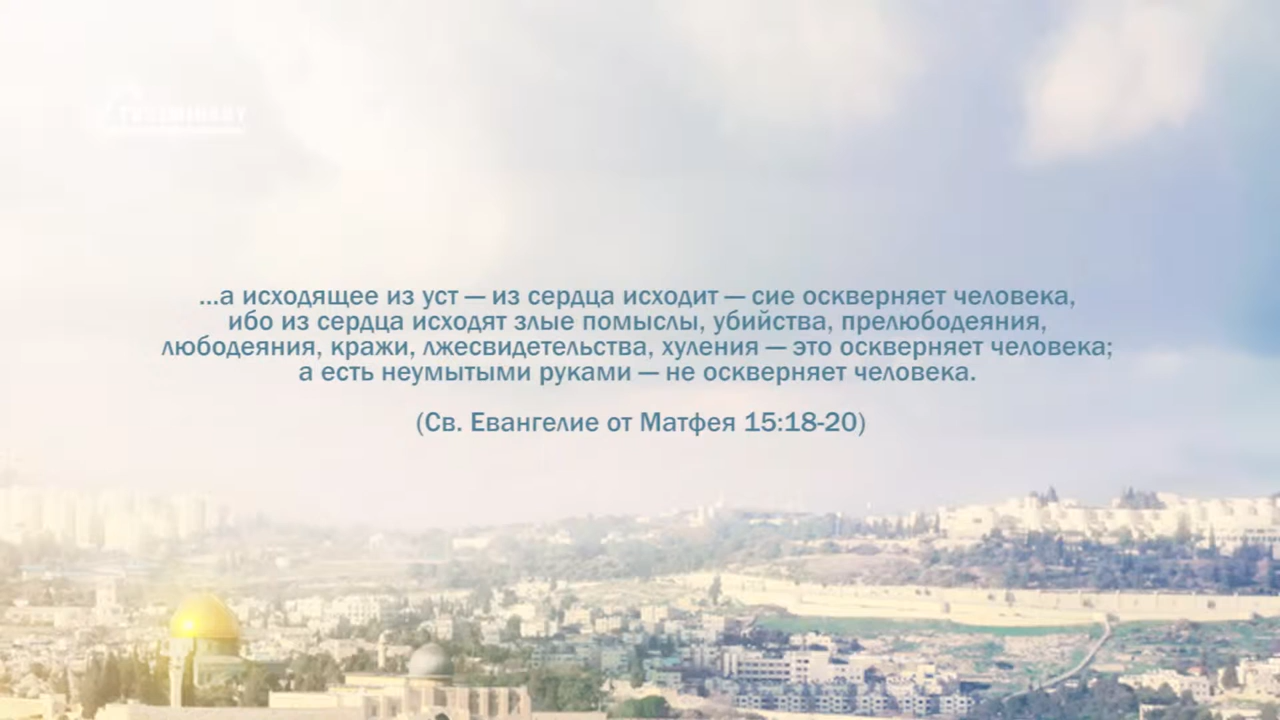 ...а исходящее из уст — из сердца исходит — сие оскверняет человека,
ибо из сердца исходят злые помыслы, убийства, прелюбодеяния,
любодеяния, кражи, лжесвидетельства, хуления — это оскверняет человека;
а есть неумытыми руками — не оскверняет человека.
(Св. Евангелие от Матфея 15:18-20)